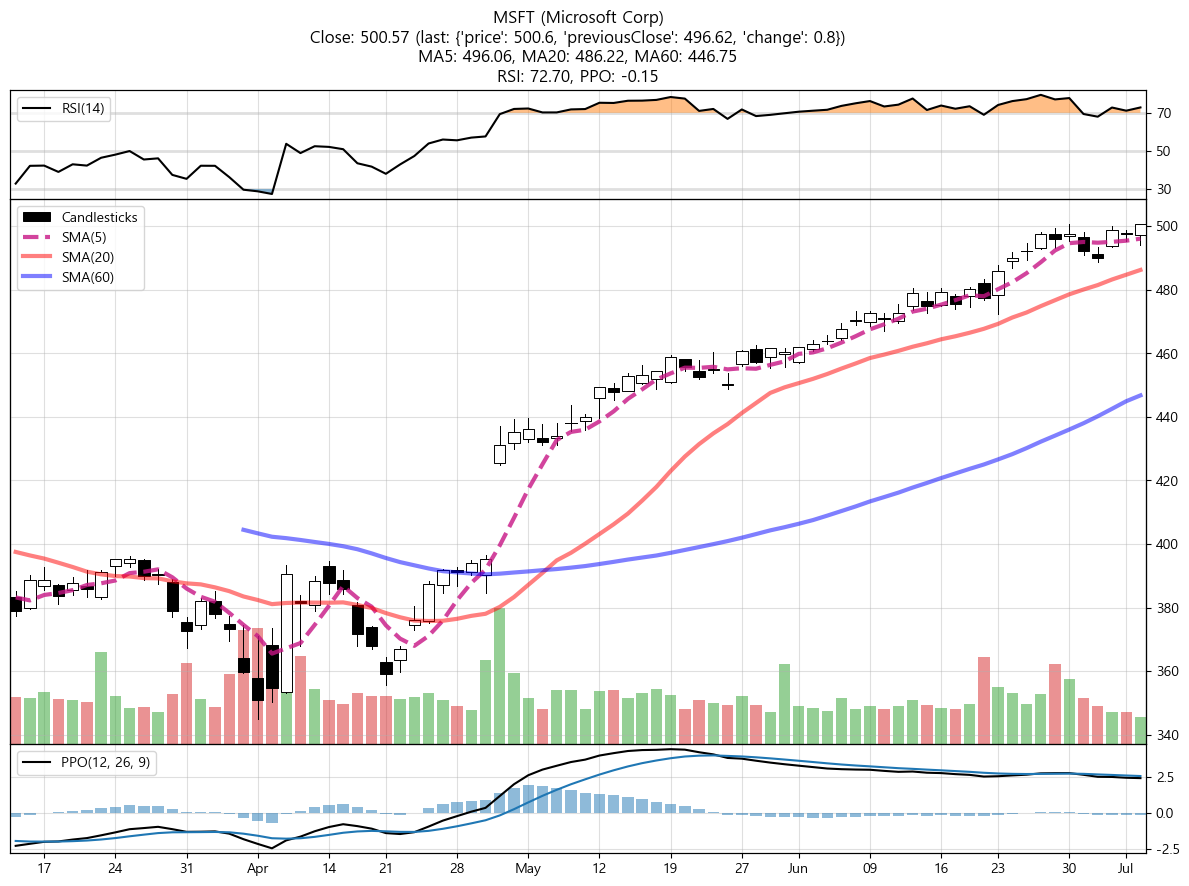 MSFT (Microsoft Corp)
Close: 500.57 (last: {'price': 500.6, 'previousClose': 496.62, 'change': 0.8})
MA5: 496.06, MA20: 486.22, MA60: 446.75
RSI: 72.70, PPO: -0.15
RSI(14)
70
50
30
Candlesticks
SMA(5)
SMA(20)
SMA(60)
500
480
460
440
420
400
380
360
340
PPO(12, 26, 9)
2.5
0.0
−2.5
17 24 31 Apr 14 21 28 May 12 19 Jun 09 16 23 30 Jul